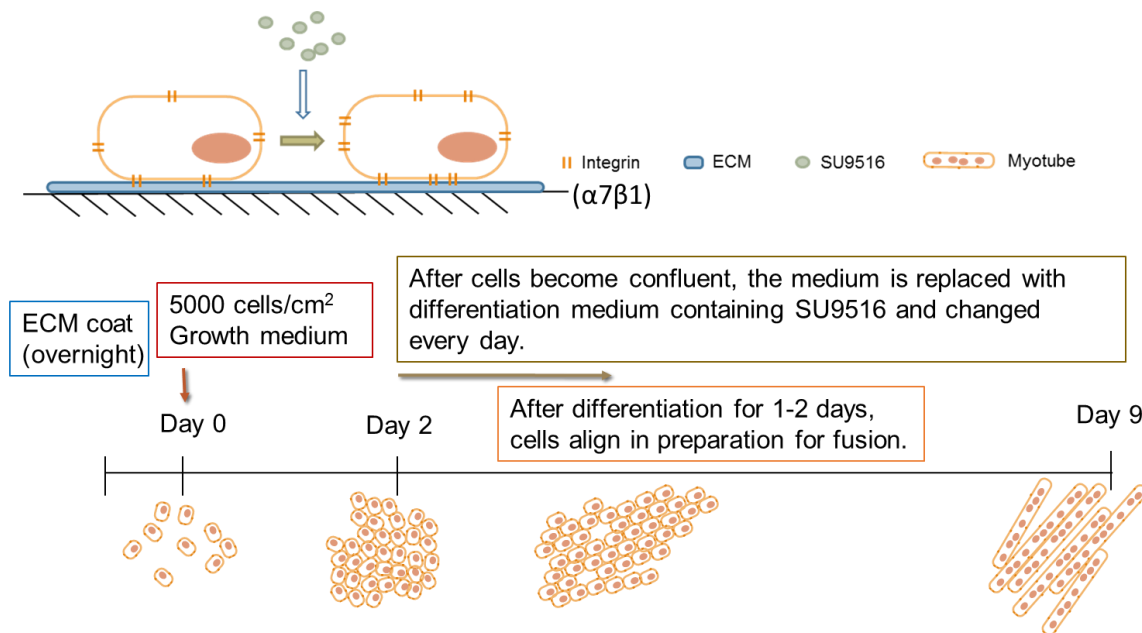 Integrin
ECM
SU9516
Myotube
(α7β1)
ECM coat
(overnight)
5000 cells/cm²
Growth medium
After cells become confluent, the medium is replaced with
differentiation medium containing SU9516 and changed
every day.
After differentiation for 1-2 days,
cells align in preparation for fusion.
Day 0
Day 2
Day 9